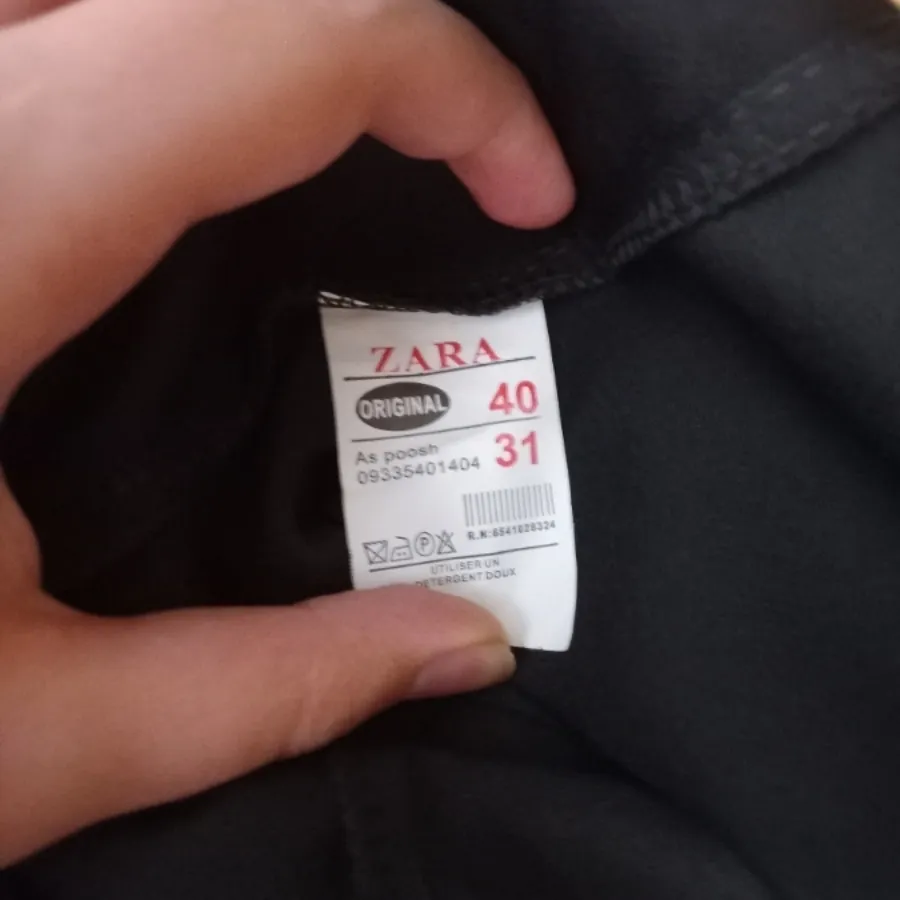 ZARA
ORIGINAL 40
As poosh 31
09335401404
R.N:6541028324
UTILISER UN
DETERGENT DOUX